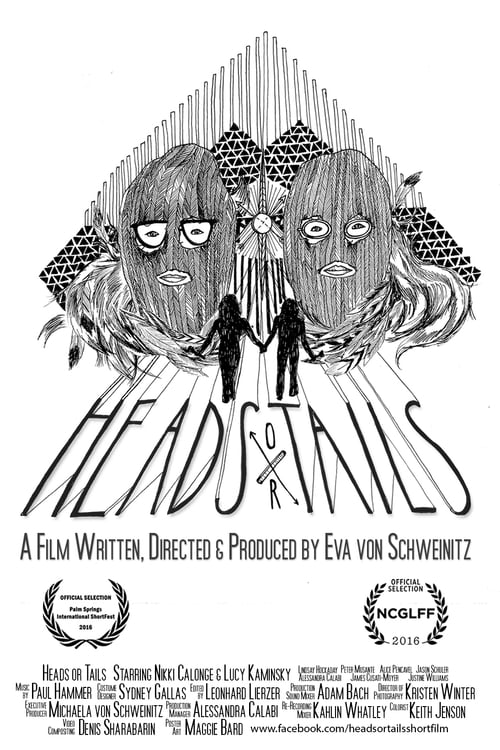 HEADS OR TAILS
A FILM WRITTEN, DIRECTED & PRODUCED BY EVA VON SCHWEINITZ
OFFICIAL SELECTION
Palm Springs
International ShortFest
2016
OFFICIAL
SELECTION
NCGLFF
2016
HEADS OR TAILS STARRING NIKKI CALONGE & LUCY KAMINSKY LINDSAY HOCKADAY PETER MUSANTE ALICE PENCAVEL JASON SCHULER
ALESSANDRA CALABI JAMES CUSATI-MOYER JUSTINE WILLIAMS
MUSIC BY PAUL HAMMER COSTUME DESIGNER SYDNEY GALLAS EDITED BY LEONHARD LIERZER PRODUCTION SOUND MIXER ADAM BACH DIRECTOR OF PHOTOGRAPHY KRISTEN WINTER
EXECUTIVE PRODUCER MICHAELA VON SCHWEINITZ PRODUCTION MANAGER ALESSANDRA CALABI RE-RECORDING MIXER KAHLIN WHATLEY COLORIST KEITH JENSON
VIDEO COMPOSITING DENIS SHARABARIN POSTER ART MAGGIE BARD www.facebook.com/headsortailsshortfilm